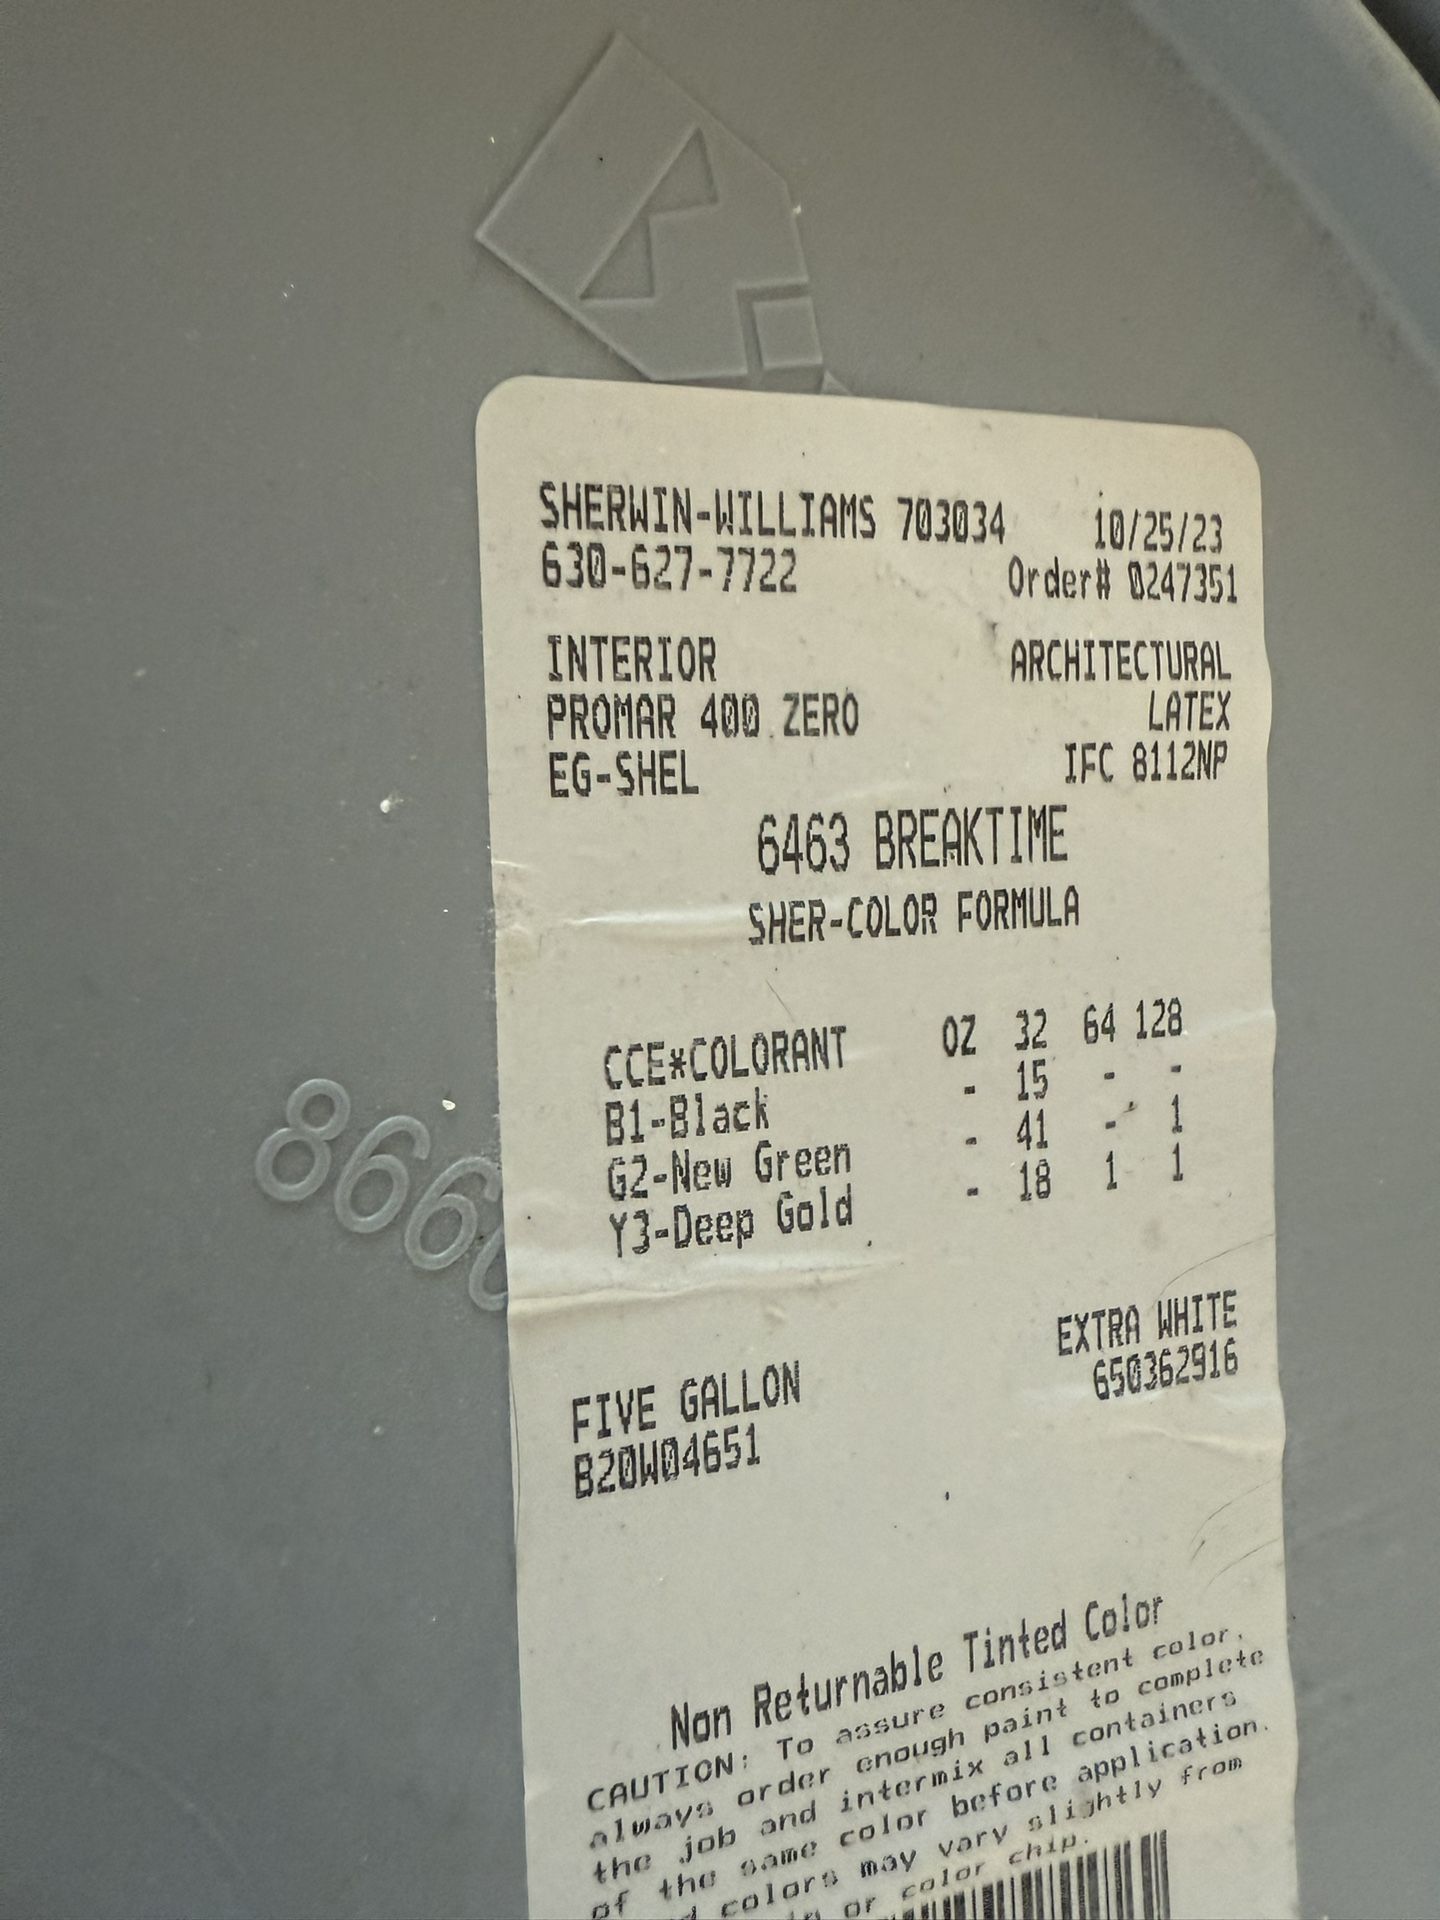 SHERWIN-WILLIAMS 703034 10/25/23
630-627-7722 Order# 0247351
INTERIOR ARCHITECTURAL
PROMAR 400 ZERO LATEX
EG-SHEL IFC 8112NP
6463 BREAKTIME
SHER-COLOR FORMULA
CCE*COLORANT OZ 32 64 128
B1-Black - 15 - -
G2-New Green - 41 - 1
Y3-Deep Gold - 18 1 1
866
EXTRA WHITE
FIVE GALLON 650362916
B20W04651
Non Returnable Tinted Color
CAUTION: To assure consistent color,
always order enough paint to complete
the job and intermix all containers
of the same color before application.
colors may vary slightly from
or color chip.